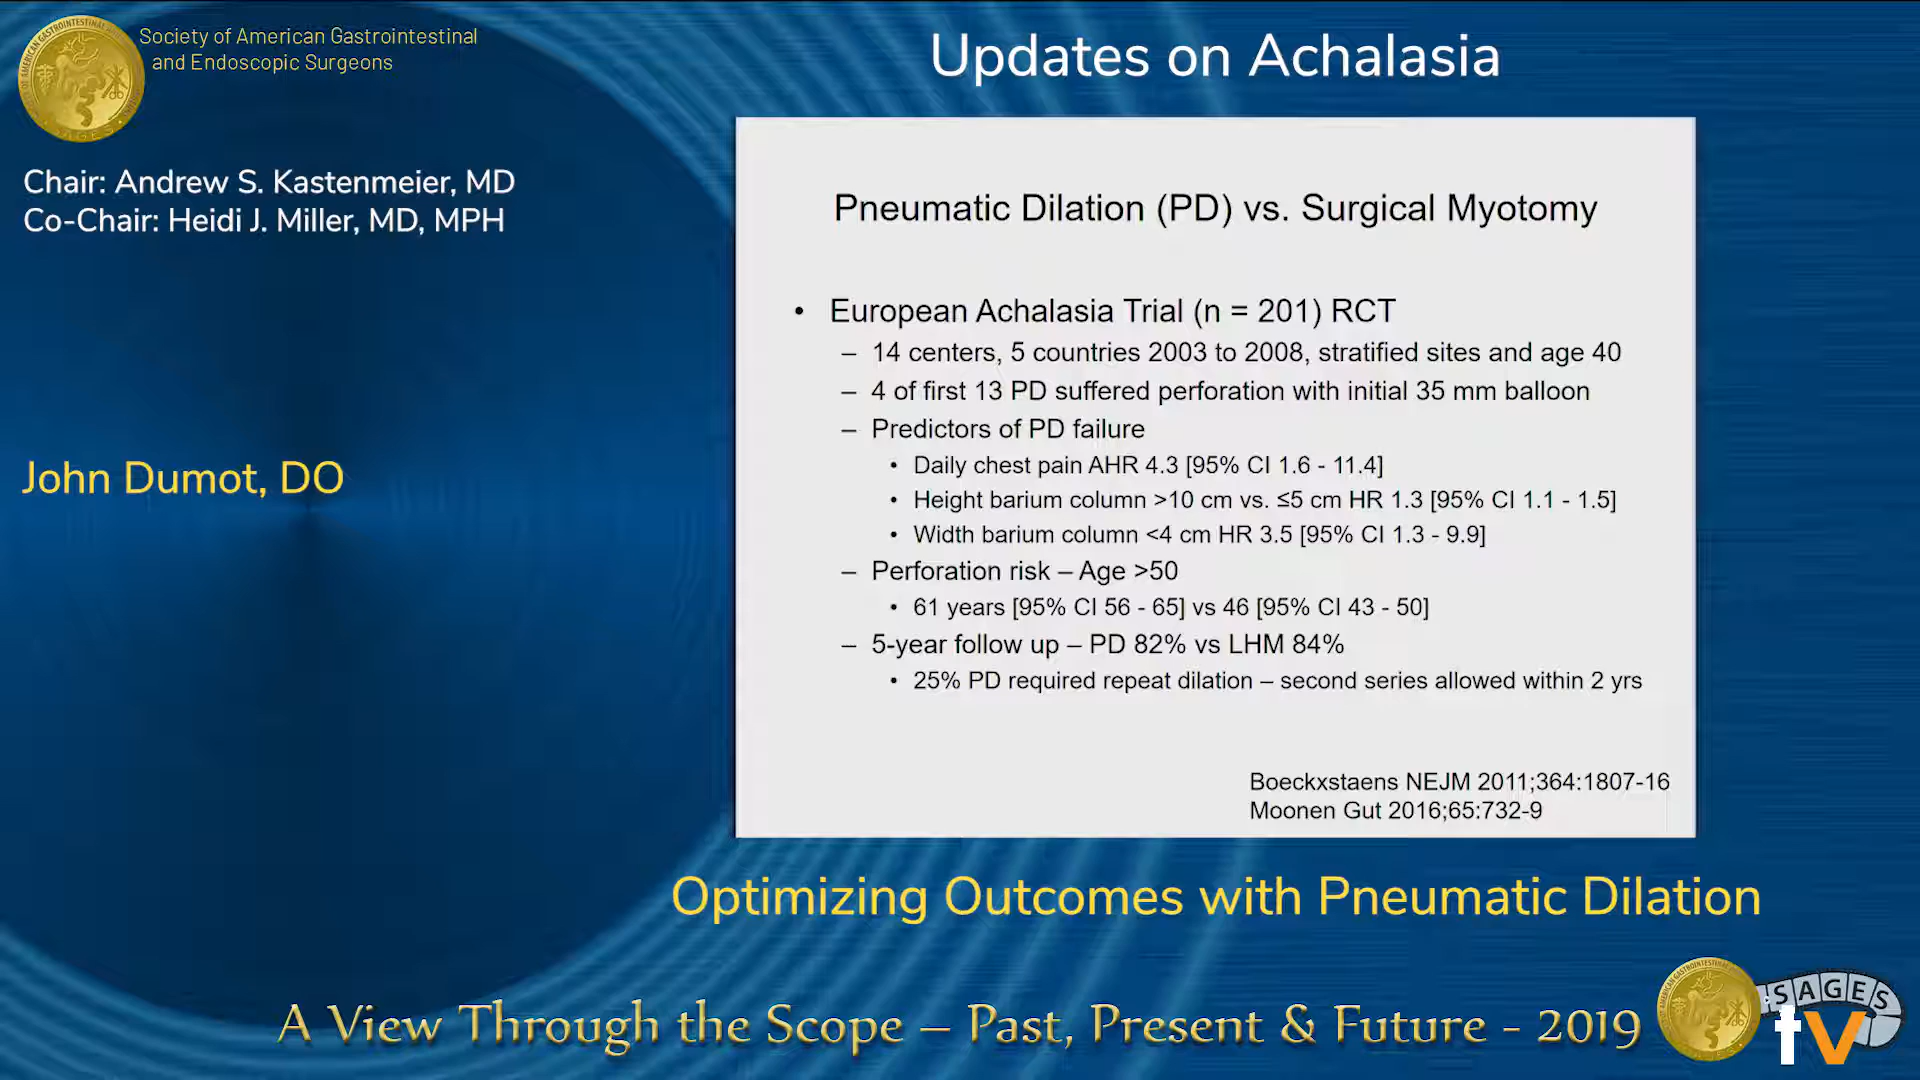 Society of American Gastrointestinal
and Endoscopic Surgeons
Updates on Achalasia
Chair: Andrew S. Kastenmeier, MD
Co-Chair: Heidi J. Miller, MD, MPH
John Dumot, DO
Pneumatic Dilation (PD) vs. Surgical Myotomy
• European Achalasia Trial (n = 201) RCT
– 14 centers, 5 countries 2003 to 2008, stratified sites and age 40
– 4 of first 13 PD suffered perforation with initial 35 mm balloon
– Predictors of PD failure
• Daily chest pain AHR 4.3 [95% CI 1.6 - 11.4]
• Height barium column >10 cm vs. ≤5 cm HR 1.3 [95% CI 1.1 - 1.5]
• Width barium column <4 cm HR 3.5 [95% CI 1.3 - 9.9]
– Perforation risk – Age >50
• 61 years [95% CI 56 - 65] vs 46 [95% CI 43 - 50]
– 5-year follow up – PD 82% vs LHM 84%
• 25% PD required repeat dilation – second series allowed within 2 yrs
Boeckxstaens NEJM 2011;364:1807-16
Moonen Gut 2016;65:732-9
Optimizing Outcomes with Pneumatic Dilation
A View Through the Scope – Past, Present & Future - 2019
SAGES
tv